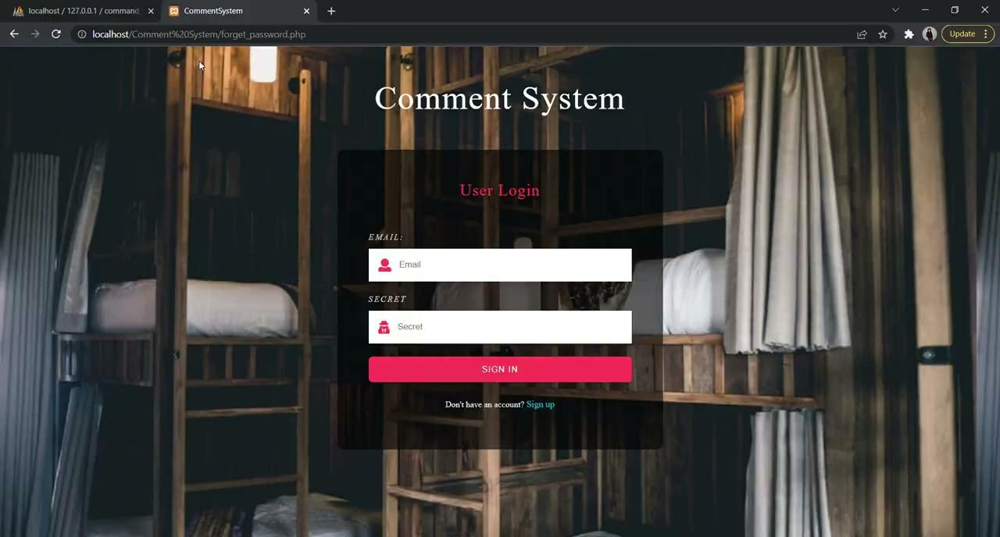 localhost / 127.0.0.1 / command
CommentSystem
localhost/Comment%20System/forget_password.php
Update
Comment System
User Login
EMAIL:
Email
SECRET
Secret
SIGN IN
Don't have an account? Sign up